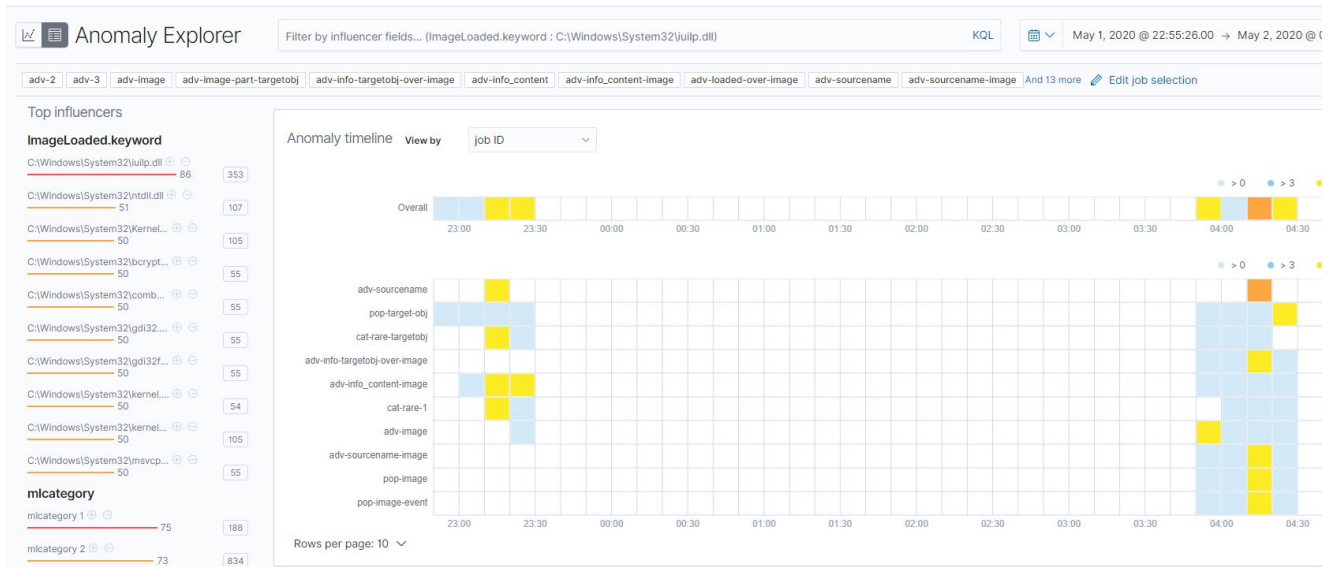 Anomaly Explorer
Filter by influencer fields... (ImageLoaded.keyword : C:\Windows\System32\iuilp.dll)
KQL
May 1, 2020 @ 22:55:26.00 → May 2, 2020 @ 0
adv-2 adv-3 adv-image adv-image-part-targetobj adv-info-targetobj-over-image adv-info_content adv-info_content-image adv-loaded-over-image adv-sourcename adv-sourcename-image And 13 more Edit job selection
Top influencers
ImageLoaded.keyword
C:\Windows\System32\iuilp.dll
86 353
C:\Windows\System32\ntdll.dll
51 107
C:\Windows\System32\Kernel...
50 105
C:\Windows\System32\bcrypt...
50 55
C:\Windows\System32\comb...
50 55
C:\Windows\System32\gdi32....
50 55
C:\Windows\System32\gdi32f...
50 55
C:\Windows\System32\kernel....
50 54
C:\Windows\System32\kernel...
50 105
C:\Windows\System32\msvcp...
50 55
mlcategory
mlcategory 1
75 188
mlcategory 2
73 834
Anomaly timeline View by job ID
> 0 > 3
Overall
23:00 23:30 00:00 00:30 01:00 01:30 02:00 02:30 03:00 03:30 04:00 04:30
> 0 > 3
adv-sourcename
pop-target-obj
cat-rare-targetobj
adv-info-targetobj-over-image
adv-info_content-image
cat-rare-1
adv-image
adv-sourcename-image
pop-image
pop-image-event
23:00 23:30 00:00 00:30 01:00 01:30 02:00 02:30 03:00 03:30 04:00 04:30
Rows per page: 10